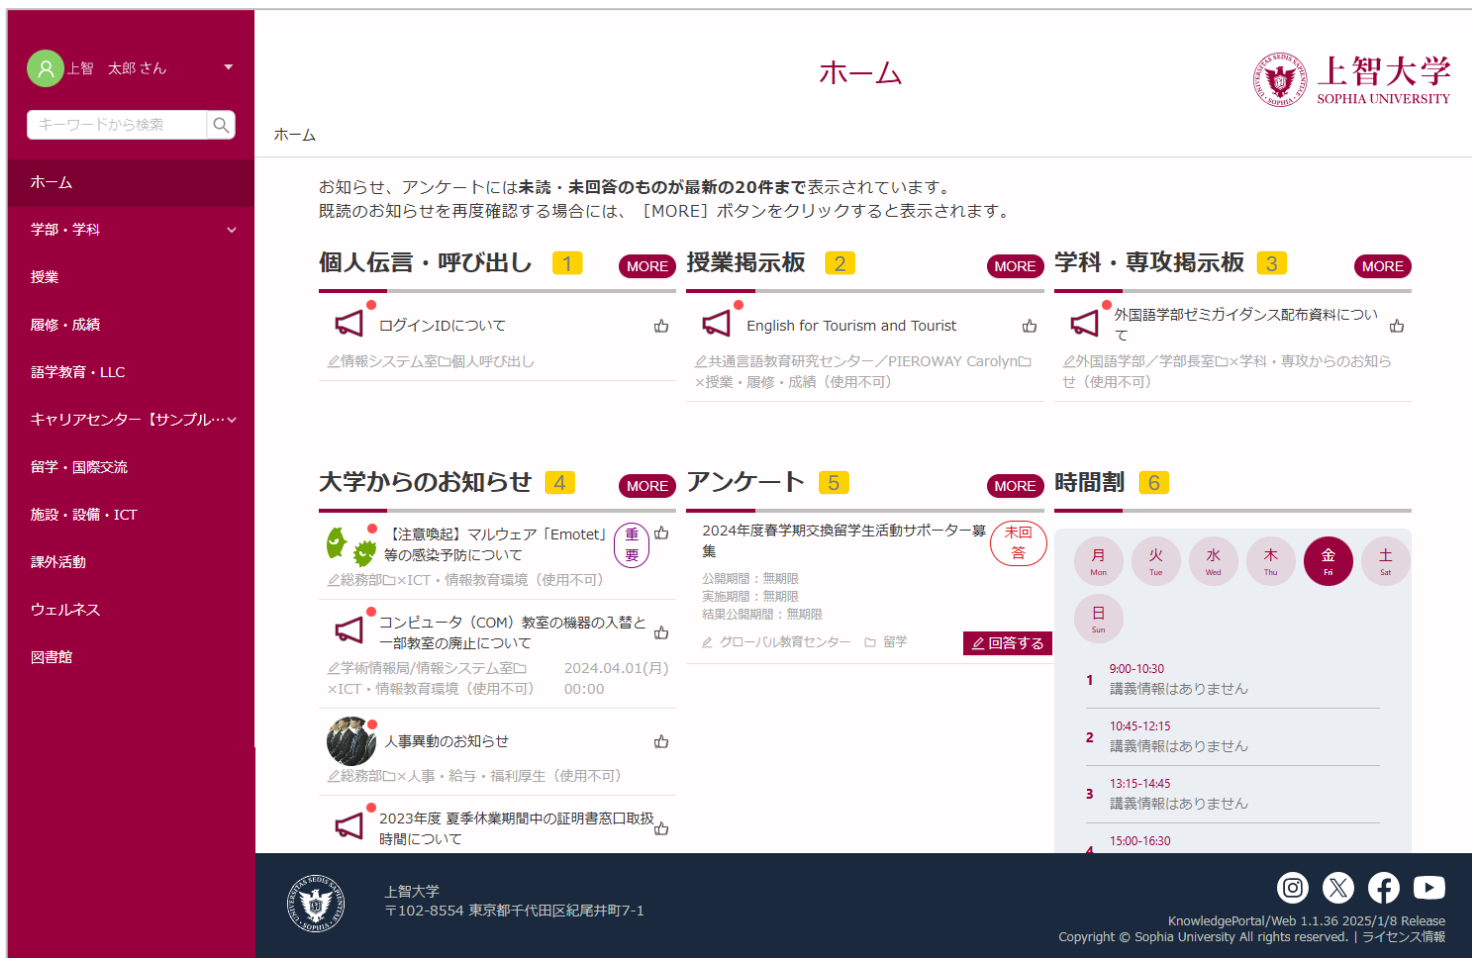 上智　太郎 さん
キーワードから検索
ホーム
学部・学科
授業
履修・成績
語学教育・LLC
キャリアセンター【サンプル…
留学・国際交流
施設・設備・ICT
課外活動
ウェルネス
図書館
ホーム
上智大学
SOPHIA UNIVERSITY
ホーム
お知らせ、アンケートには未読・未回答のものが最新の20件まで表示されています。
既読のお知らせを再度確認する場合には、［MORE］ボタンをクリックすると表示されます。
個人伝言・呼び出し 1 MORE
ログインIDについて
情報システム室 個人呼び出し
授業掲示板 2 MORE
English for Tourism and Tourist
共通言語教育研究センター／PIEROWAY Carolyn
×授業・履修・成績（使用不可）
学科・専攻掲示板 3 MORE
外国語学部ゼミガイダンス配布資料につい
て
外国語学部／学部長室 ×学科・専攻からのお知ら
せ（使用不可）
大学からのお知らせ 4 MORE
【注意喚起】マルウェア「Emotet」
等の感染予防について
重
要
総務部 ×ICT・情報教育環境（使用不可）
コンピュータ（COM）教室の機器の入替と
一部教室の廃止について
学術情報局/情報システム室
×ICT・情報教育環境（使用不可）
2024.04.01(月)
00:00
人事異動のお知らせ
総務部 ×人事・給与・福利厚生（使用不可）
2023年度 夏季休業期間中の証明書窓口取扱
時間について
アンケート 5 MORE
2024年度春学期交換留学生活動サポーター募
集
未回
答
公開期間：無期限
実施期間：無期限
結果公開期間：無期限
グローバル教育センター 留学
回答する
時間割 6
月 火 水 木 金 土
Mon Tue Wed Thu Fri Sat
日
Sun
9:00-10:30
1 講義情報はありません
10:45-12:15
2 講義情報はありません
13:15-14:45
3 講義情報はありません
15:00-16:30
4
上智大学
〒102-8554 東京都千代田区紀尾井町7-1
KnowledgePortal/Web 1.1.36 2025/1/8 Release
Copyright © Sophia University All rights reserved. | ライセンス情報